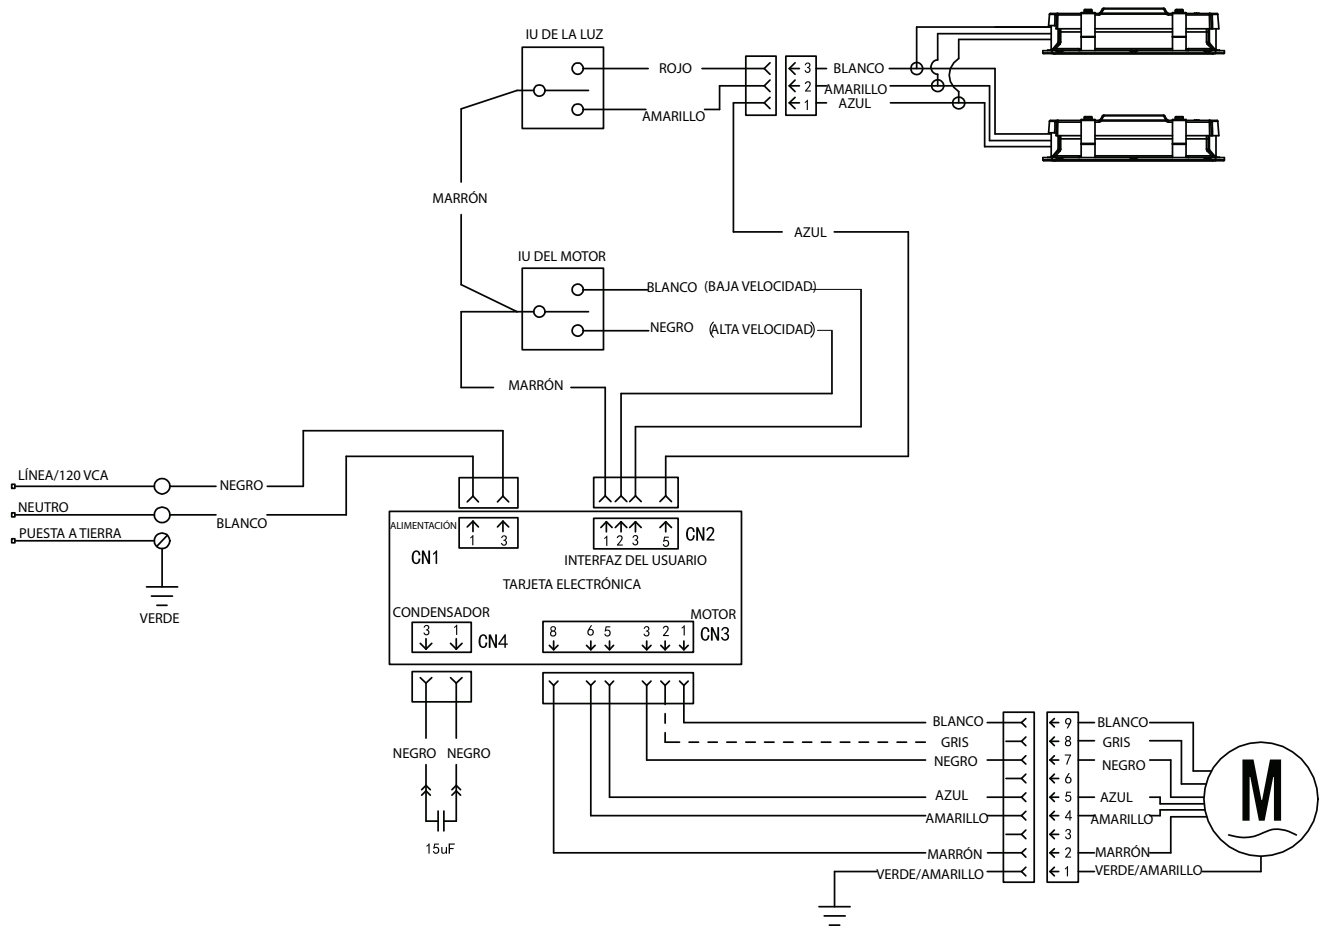 IU DE LA LUZ
ROJO
AMARILLO
3 BLANCO
2 AMARILLO
1 AZUL
MARRÓN
AZUL
IU DEL MOTOR
BLANCO (BAJA VELOCIDAD)
NEGRO (ALTA VELOCIDAD)
MARRÓN
LÍNEA/120 VCA
NEGRO
NEUTRO
BLANCO
PUESTA A TIERRA
VERDE
ALIMENTACIÓN
1 3
CN1
1 2 3 5
CN2
INTERFAZ DEL USUARIO
TARJETA ELECTRÓNICA
CONDENSADOR
3 1
CN4
MOTOR
8 6 5 3 2 1
CN3
NEGRO NEGRO
15uF
BLANCO 9 BLANCO
GRIS 8 GRIS
NEGRO 7 NEGRO
6
AZUL 5 AZUL
AMARILLO 4 AMARILLO
3
MARRÓN 2 MARRÓN
VERDE/AMARILLO 1 VERDE/AMARILLO
M